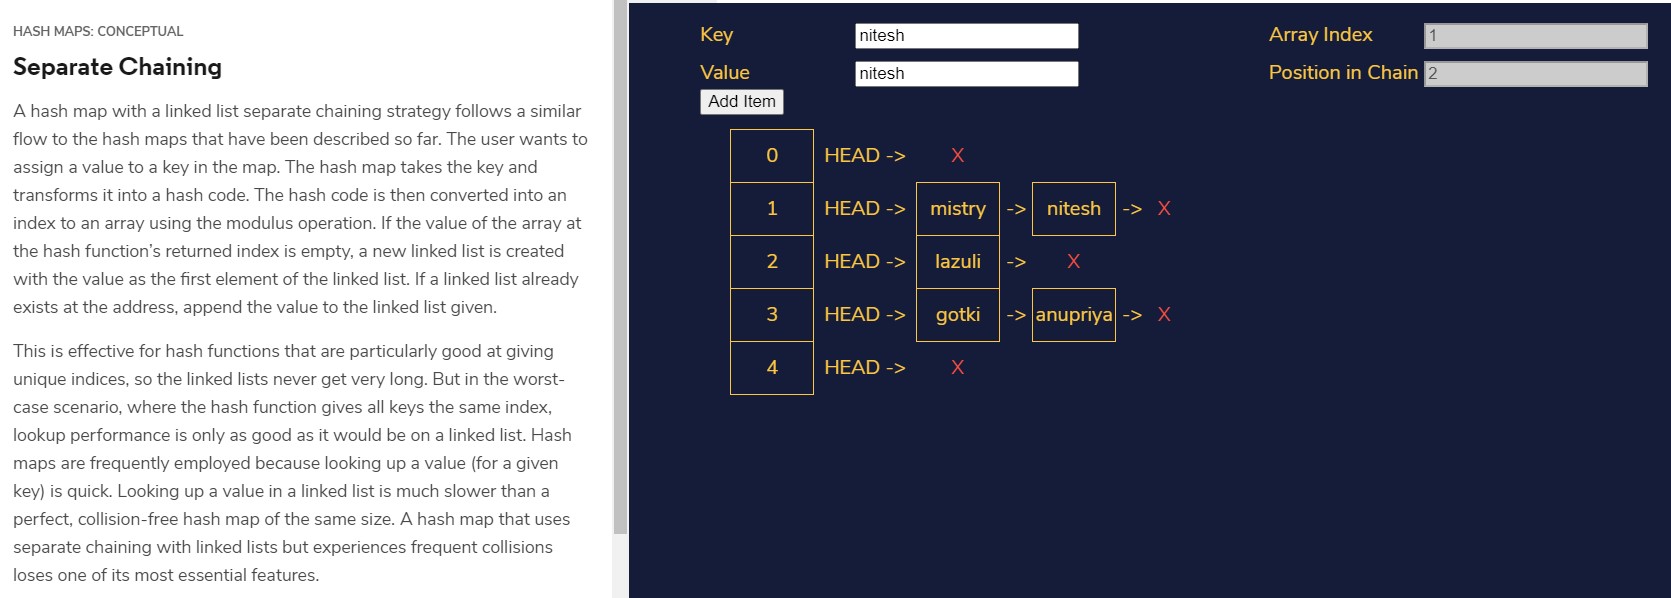 HASH MAPS: CONCEPTUAL
Separate Chaining
A hash map with a linked list separate chaining strategy follows a similar
flow to the hash maps that have been described so far. The user wants to
assign a value to a key in the map. The hash map takes the key and
transforms it into a hash code. The hash code is then converted into an
index to an array using the modulus operation. If the value of the array at
the hash function’s returned index is empty, a new linked list is created
with the value as the first element of the linked list. If a linked list already
exists at the address, append the value to the linked list given.
This is effective for hash functions that are particularly good at giving
unique indices, so the linked lists never get very long. But in the worst-
case scenario, where the hash function gives all keys the same index,
lookup performance is only as good as it would be on a linked list. Hash
maps are frequently employed because looking up a value (for a given
key) is quick. Looking up a value in a linked list is much slower than a
perfect, collision-free hash map of the same size. A hash map that uses
separate chaining with linked lists but experiences frequent collisions
loses one of its most essential features.
Key nitesh Array Index 1
Value nitesh Position in Chain 2
Add Item
0 HEAD -> X
1 HEAD -> mistry -> nitesh -> X
2 HEAD -> lazuli -> X
3 HEAD -> gotki -> anupriya -> X
4 HEAD -> X